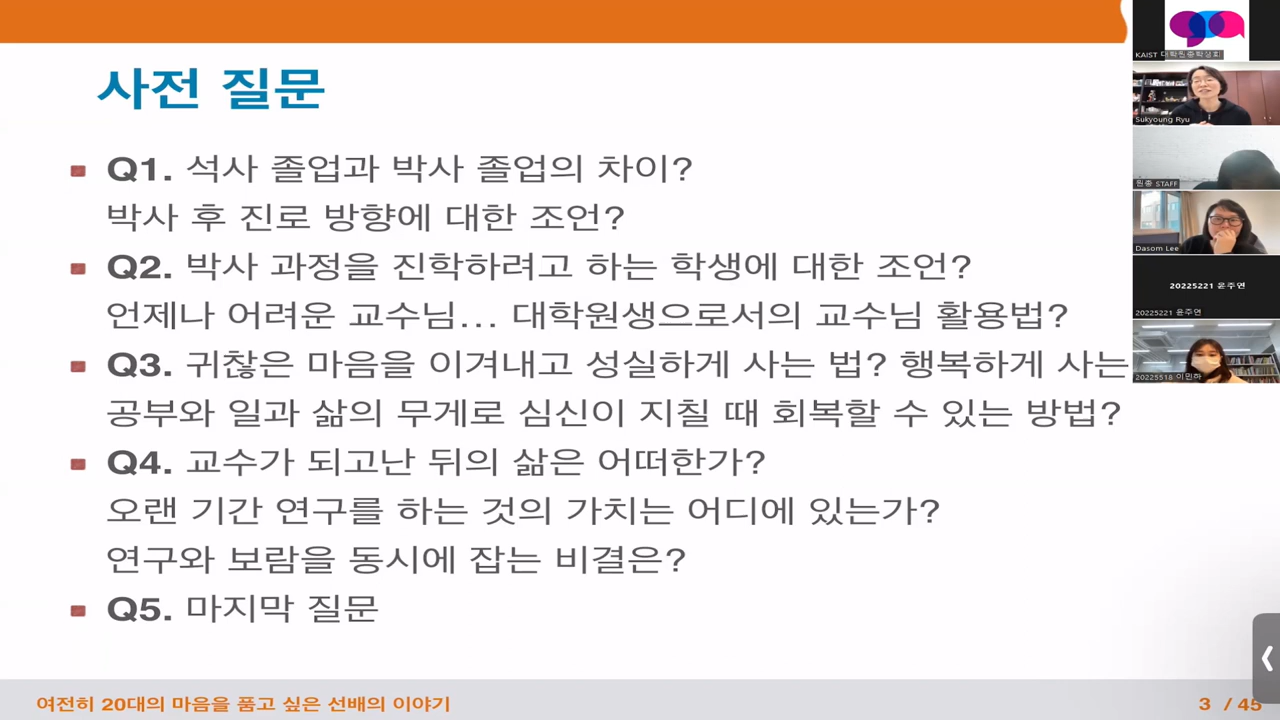 사전 질문
Q1. 석사 졸업과 박사 졸업의 차이?
박사 후 진로 방향에 대한 조언?
Q2. 박사 과정을 진학하려고 하는 학생에 대한 조언?
언제나 어려운 교수님... 대학원생으로서의 교수님 활용법?
Q3. 귀찮은 마음을 이겨내고 성실하게 사는 법? 행복하게 사는
공부와 일과 삶의 무게로 심신이 지칠 때 회복할 수 있는 방법?
Q4. 교수가 되고난 뒤의 삶은 어떠한가?
오랜 기간 연구를 하는 것의 가치는 어디에 있는가?
연구와 보람을 동시에 잡는 비결은?
Q5. 마지막 질문
여전히 20대의 마음을 품고 싶은 선배의 이야기
3 / 45
ga
KAIST 대학원총학생회
Sukyoung Ryu
원총 STAFF
Dasom Lee
20225221 윤주연
20225221 윤주연
20225518 이민하